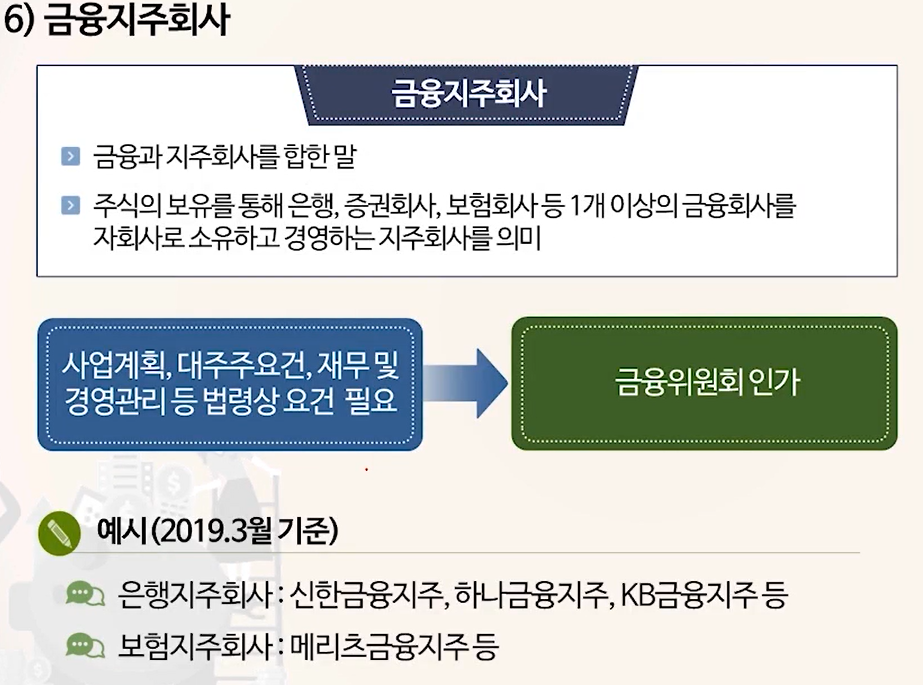 6) 금융지주회사
금융지주회사
금융과 지주회사를 합한 말
주식의 보유를 통해 은행, 증권회사, 보험회사 등 1개 이상의 금융회사를
자회사로 소유하고 경영하는 지주회사를 의미
사업계획, 대주주요건, 재무 및
경영관리 등 법령상 요건 필요
금융위원회 인가
예시(2019.3월 기준)
은행지주회사 : 신한금융지주, 하나금융지주, KB금융지주 등
보험지주회사 : 메리츠금융지주 등